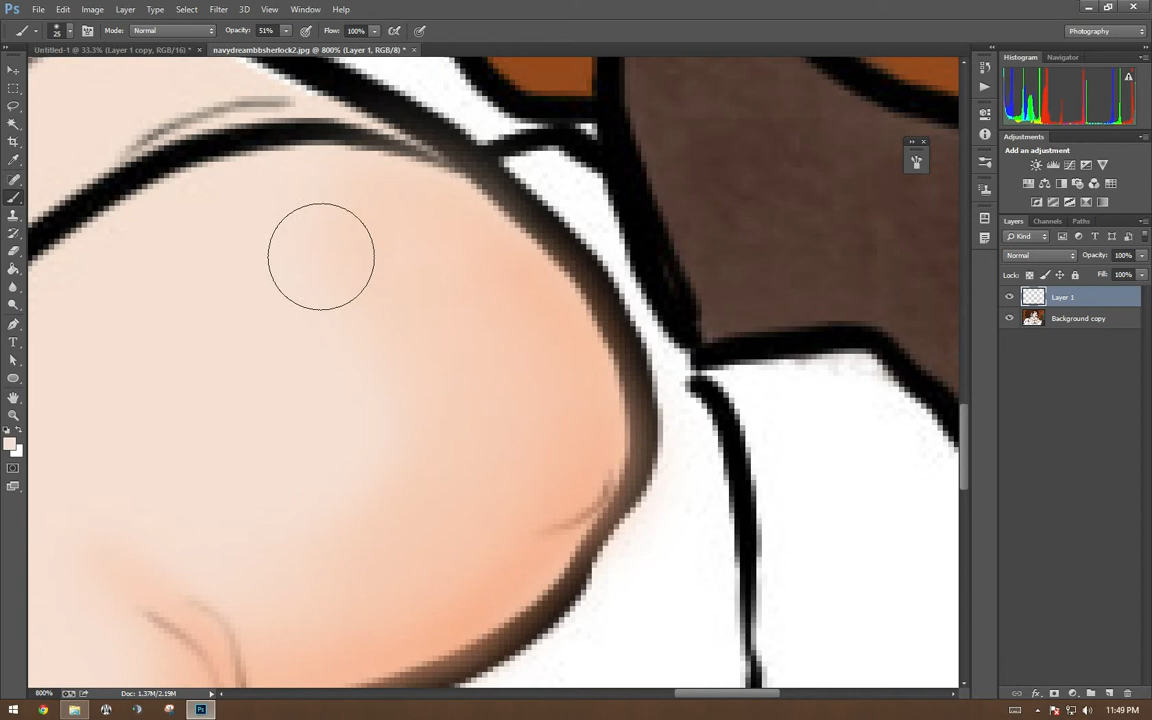 Ps File Edit Image Layer Type Select Filter 3D View Window Help
25 Mode: Normal Opacity: 51% Flow: 100% Photography
Untitled-1 @ 33.3% (Layer 1 copy, RGB/16) * × navydreambbsherlock2.jpg @ 800% (Layer 1, RGB/8) * ×
Histogram Navigator
Adjustments
Add an adjustment
Layers Channels Paths
Kind
Normal Opacity: 100%
Lock: Fill: 100%
Layer 1
Background copy
800% Doc: 1.37M/2.19M
Ps 11:49 PM